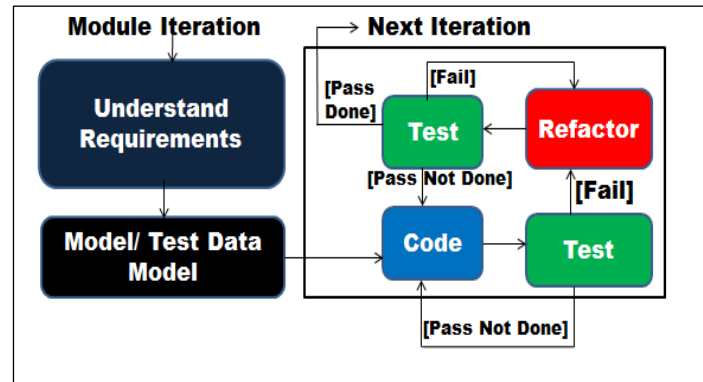 Module Iteration
Next Iteration
Understand
Requirements
Model/ Test Data
Model
[Pass
Done]
[Fail]
Test
Refactor
[Pass Not Done]
[Fail]
Code
Test
[Pass Not Done]